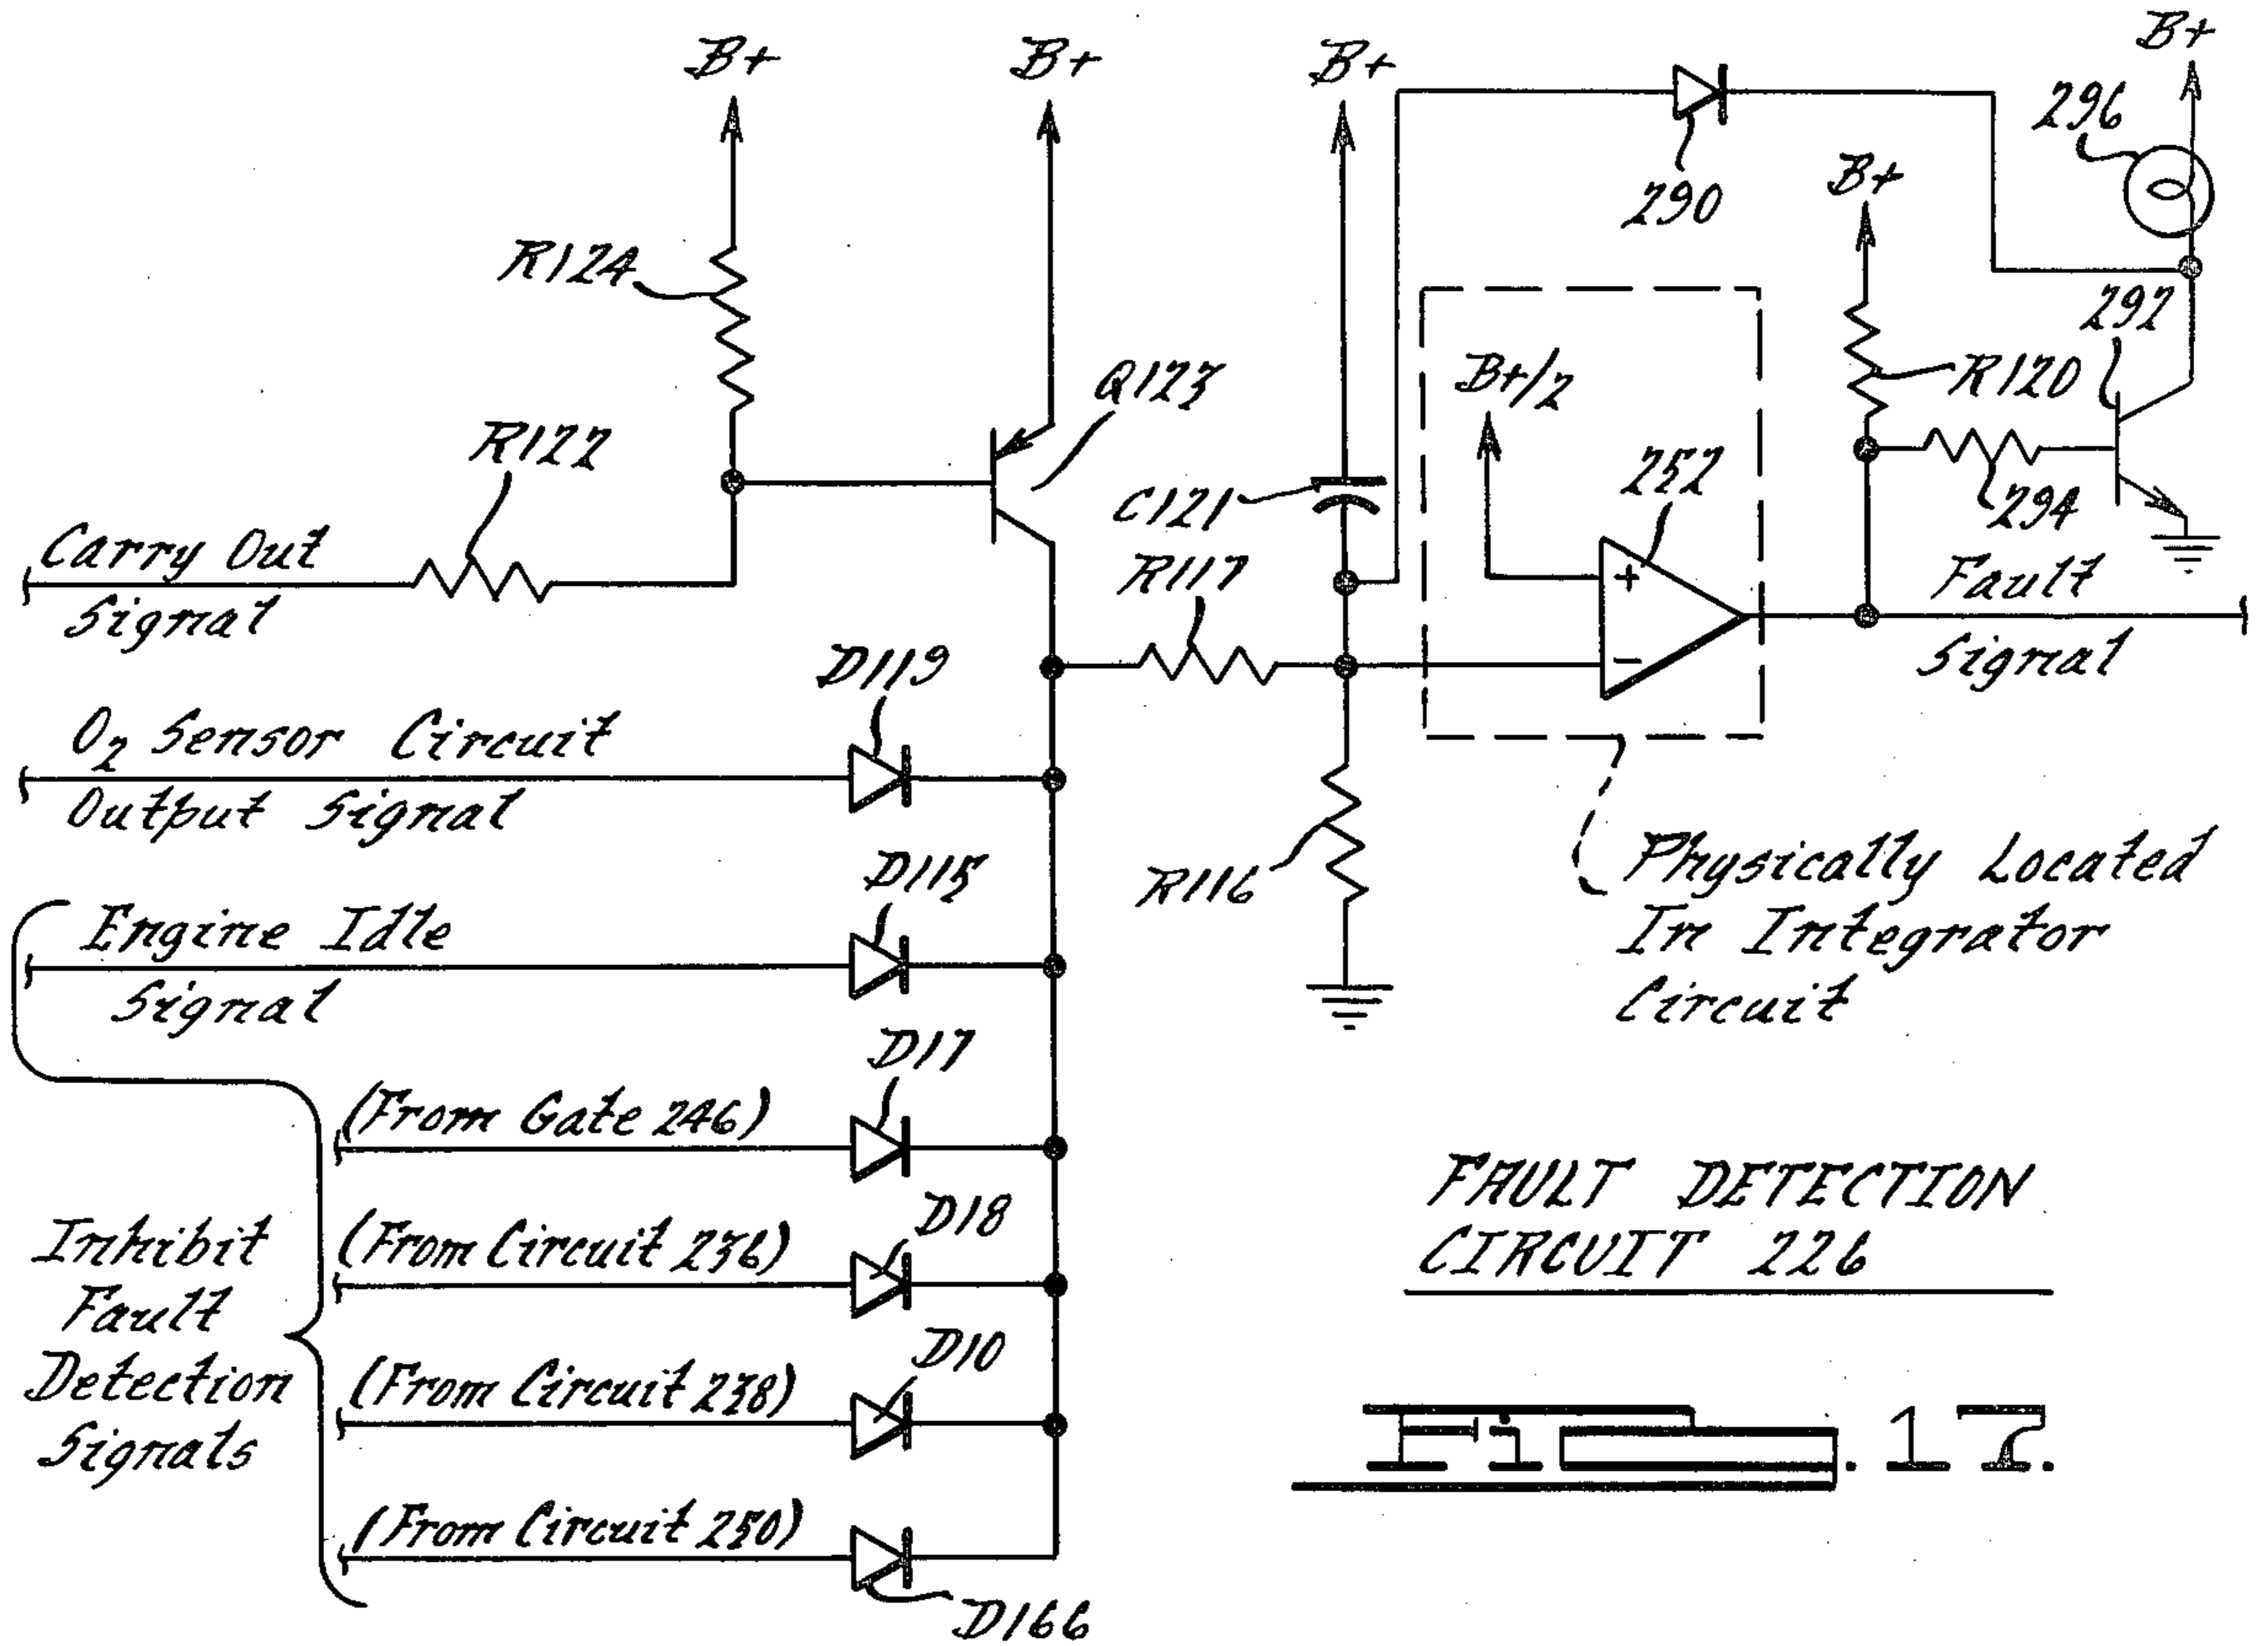 B+
B+
B+
B+
296
B+
290
R124
292
B+/2
R120
Q123
R122
252
C121
294
Carry Out
Signal
R117
Fault
Signal
D119
O2 Sensor Circuit
Output Signal
D115
R116
Physically Located
In Integrator
Circuit
Engine Idle
Signal
D17
(From Gate 246)
D18
Inhibit
Fault
Detection
Signals
(From Circuit 236)
D10
(From Circuit 238)
(From Circuit 250)
D166
+
−
FAULT DETECTION
CIRCUIT 226
Fig. 17.